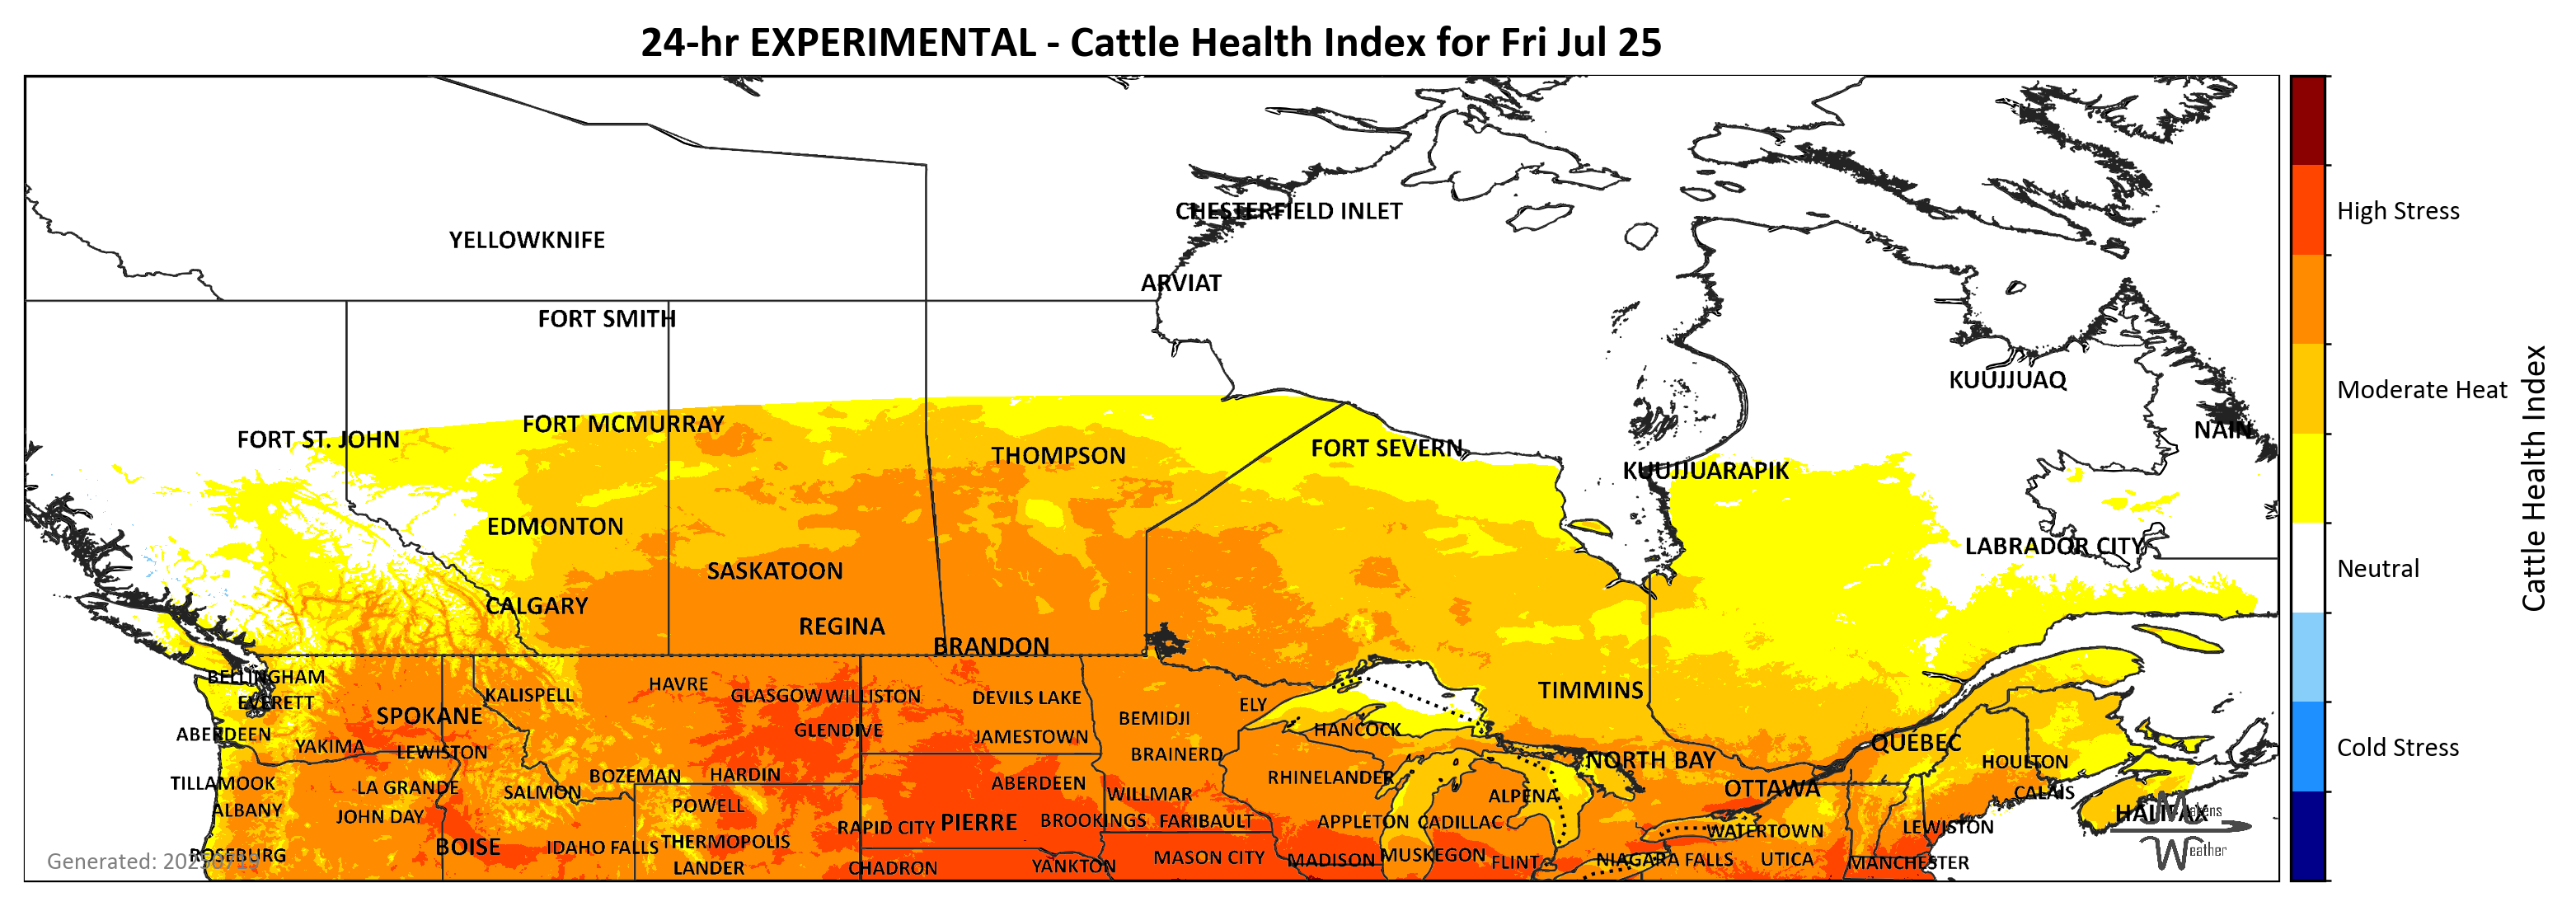 24-hr EXPERIMENTAL - Cattle Health Index for Fri Jul 25
High Stress
Moderate Heat
Neutral
Cold Stress
Cattle Health Index
CHESTERFIELD INLET
YELLOWKNIFE
ARVIAT
FORT SMITH
KUUJJUAQ
FORT MCMURRAY
NAIN
FORT ST. JOHN
FORT SEVERN
THOMPSON
KUUJJUARAPIK
EDMONTON
LABRADOR CITY
SASKATOON
CALGARY
REGINA
BRANDON
BELLINGHAM
HAVRE
TIMMINS
KALISPELL
GLASGOW
WILLISTON
DEVILS LAKE
EVERETT
ELY
SPOKANE
BEMIDJI
GLENDIVE
HANCOCK
ABERDEEN
JAMESTOWN
QUEBEC
YAKIMA
LEWISTON
BRAINERD
NORTH BAY
HOULTON
BOZEMAN
HARDIN
RHINELANDER
TILLAMOOK
LA GRANDE
SALMON
ABERDEEN
OTTAWA
WILLMAR
ALPENA
CALAIS
POWELL
ALBANY
JOHN DAY
HALIFAX
Makens
RAPID CITY
PIERRE
BROOKINGS
FARIBAULT
APPLETON
CADILLAC
WATERTOWN
LEWISTON
BOISE
IDAHO FALLS
THERMOPOLIS
Weather
ROSEBURG
MASON CITY
MADISON
MUSKEGON
FLINT
NIAGARA FALLS
UTICA
MANCHESTER
Generated: 20250719
LANDER
CHADRON
YANKTON